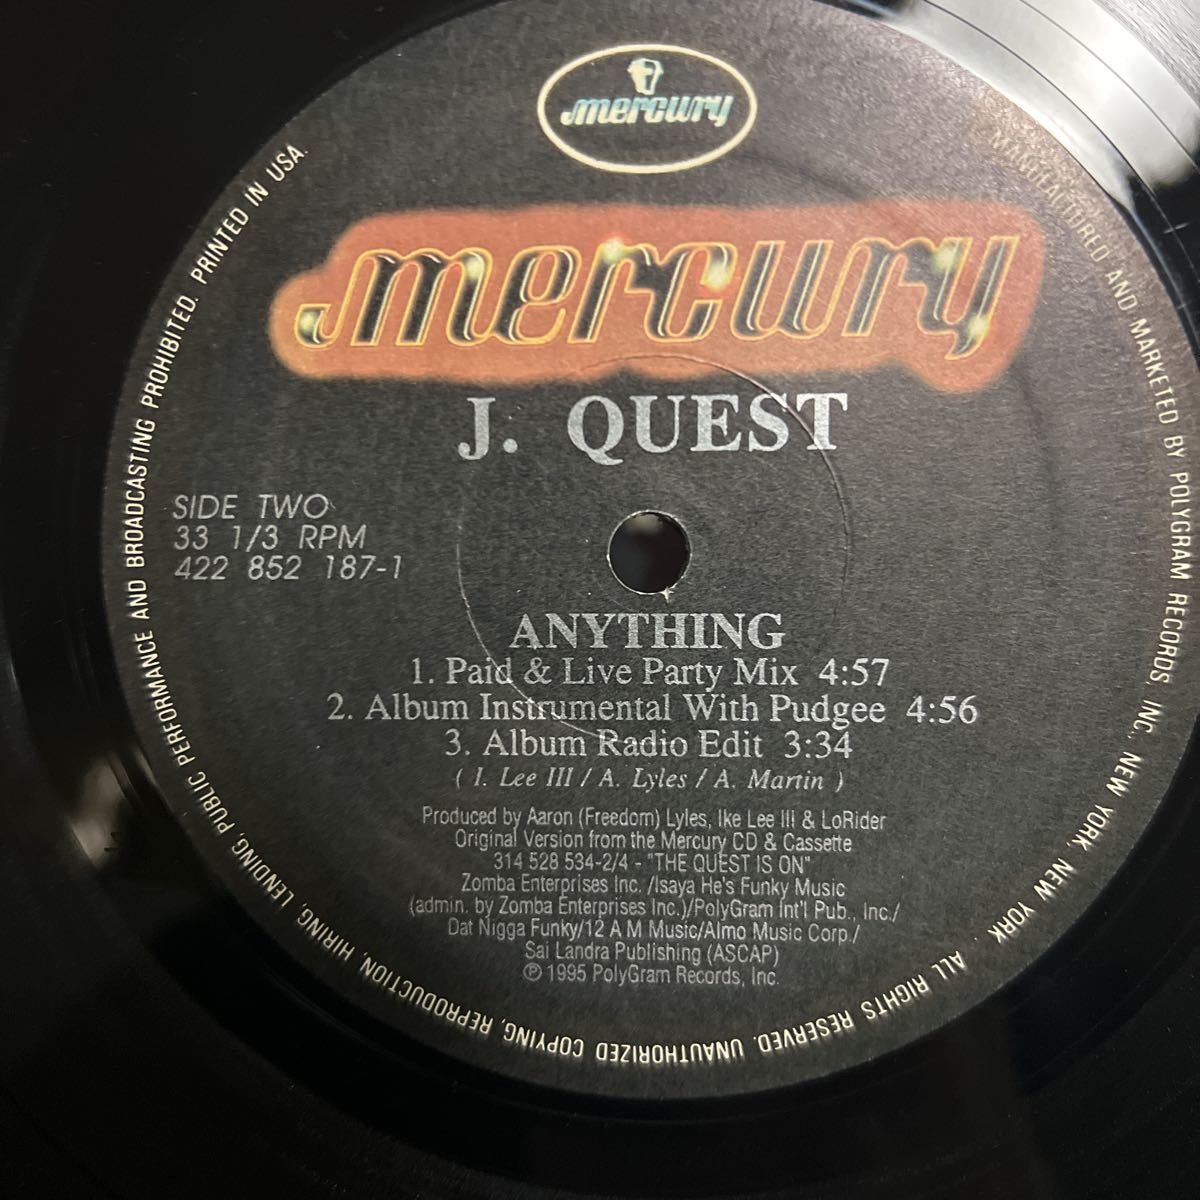 mercury
mercury
J. QUEST
SIDE TWO
33 1/3 RPM
422 852 187-1
ANYTHING
1. Paid & Live Party Mix 4:57
2. Album Instrumental With Pudgee 4:56
3. Album Radio Edit 3:34
( I. Lee III / A. Lyles / A. Martin )
Produced by Aaron (Freedom) Lyles, Ike Lee III & LoRider
Original Version from the Mercury CD & Cassette
314 528 534-2/4 - "THE QUEST IS ON"
Zomba Enterprises Inc. /Isaya He's Funky Music
(admin. by Zomba Enterprises Inc.)/PolyGram Int'l Pub., Inc./
Dat Nigga Funky/12 A M Music/Almo Music Corp./
Sai Landra Publishing (ASCAP)
℗ 1995 PolyGram Records, Inc.
MANUFACTURED AND MARKETED BY POLYGRAM RECORDS, INC., NEW YORK, NEW YORK. ALL RIGHTS RESERVED. UNAUTHORIZED COPYING, REPRODUCTION, HIRING, LENDING, PUBLIC PERFORMANCE AND BROADCASTING PROHIBITED. PRINTED IN USA.